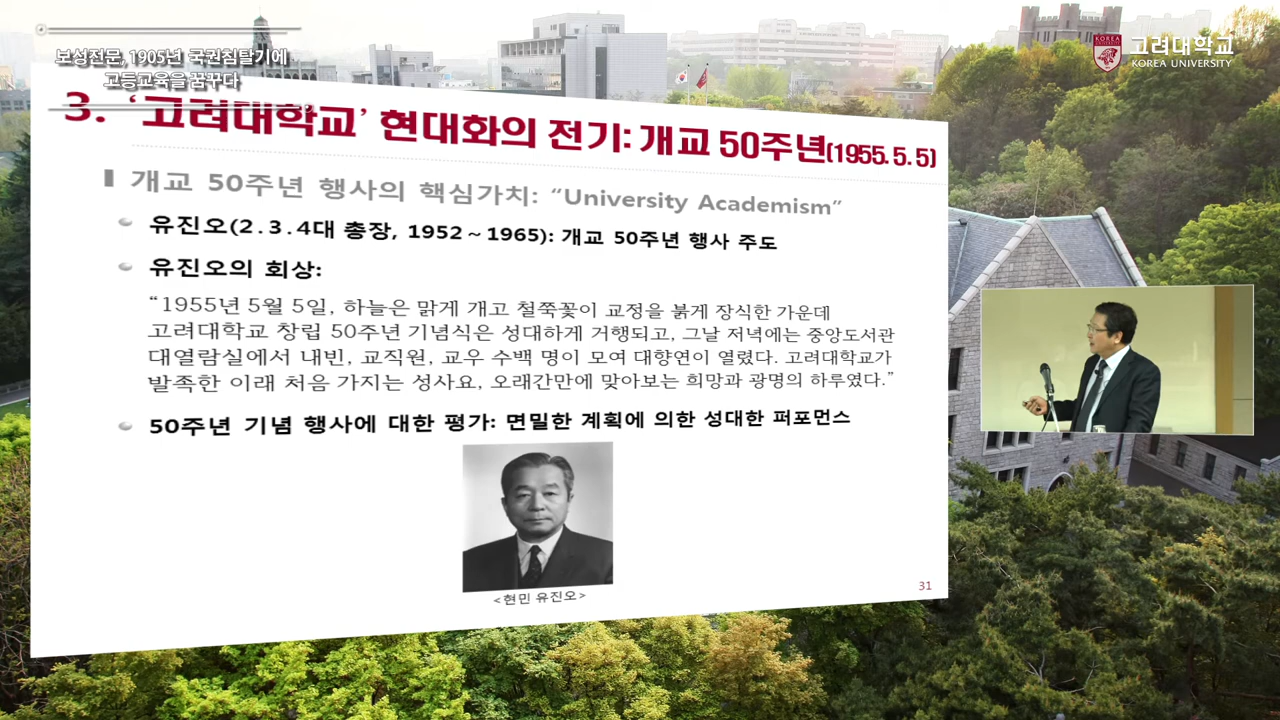 보성전문, 1905년 국권침탈기에
고등교육을 꿈꾸다
고려대학교
KOREA UNIVERSITY
3. ‘고려대학교’ 현대화의 전기: 개교 50주년(1955. 5. 5)
개교 50주년 행사의 핵심가치: “University Academism”
유진오(2.3.4대 총장, 1952~1965): 개교 50주년 행사 주도
유진오의 회상:
“1955년 5월 5일, 하늘은 맑게 개고 철쭉꽃이 교정을 붉게 장식한 가운데
고려대학교 창립 50주년 기념식은 성대하게 거행되고, 그날 저녁에는 중앙도서관
대열람실에서 내빈, 교직원, 교우 수백 명이 모여 대향연이 열렸다. 고려대학교가
발족한 이래 처음 가지는 성사요, 오래간만에 맞아보는 희망과 광명의 하루였다.”
50주년 기념 행사에 대한 평가: 면밀한 계획에 의한 성대한 퍼포먼스
<현민 유진오>
31